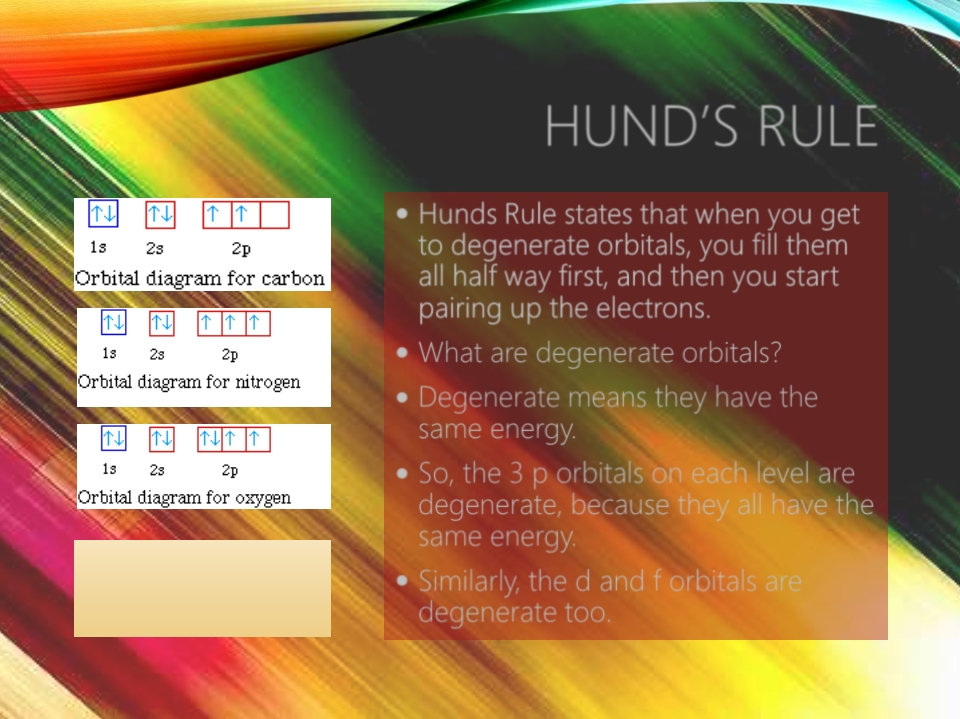 HUND'S RULE
↑↓ ↑↓ ↑ ↑
1s 2s 2p
Orbital diagram for carbon
↑↓ ↑↓ ↑ ↑ ↑
1s 2s 2p
Orbital diagram for nitrogen
↑↓ ↑↓ ↑↓ ↑ ↑
1s 2s 2p
Orbital diagram for oxygen
• Hunds Rule states that when you get
to degenerate orbitals, you fill them
all half way first, and then you start
pairing up the electrons.
• What are degenerate orbitals?
• Degenerate means they have the
same energy.
• So, the 3 p orbitals on each level are
degenerate, because they all have the
same energy.
• Similarly, the d and f orbitals are
degenerate too.